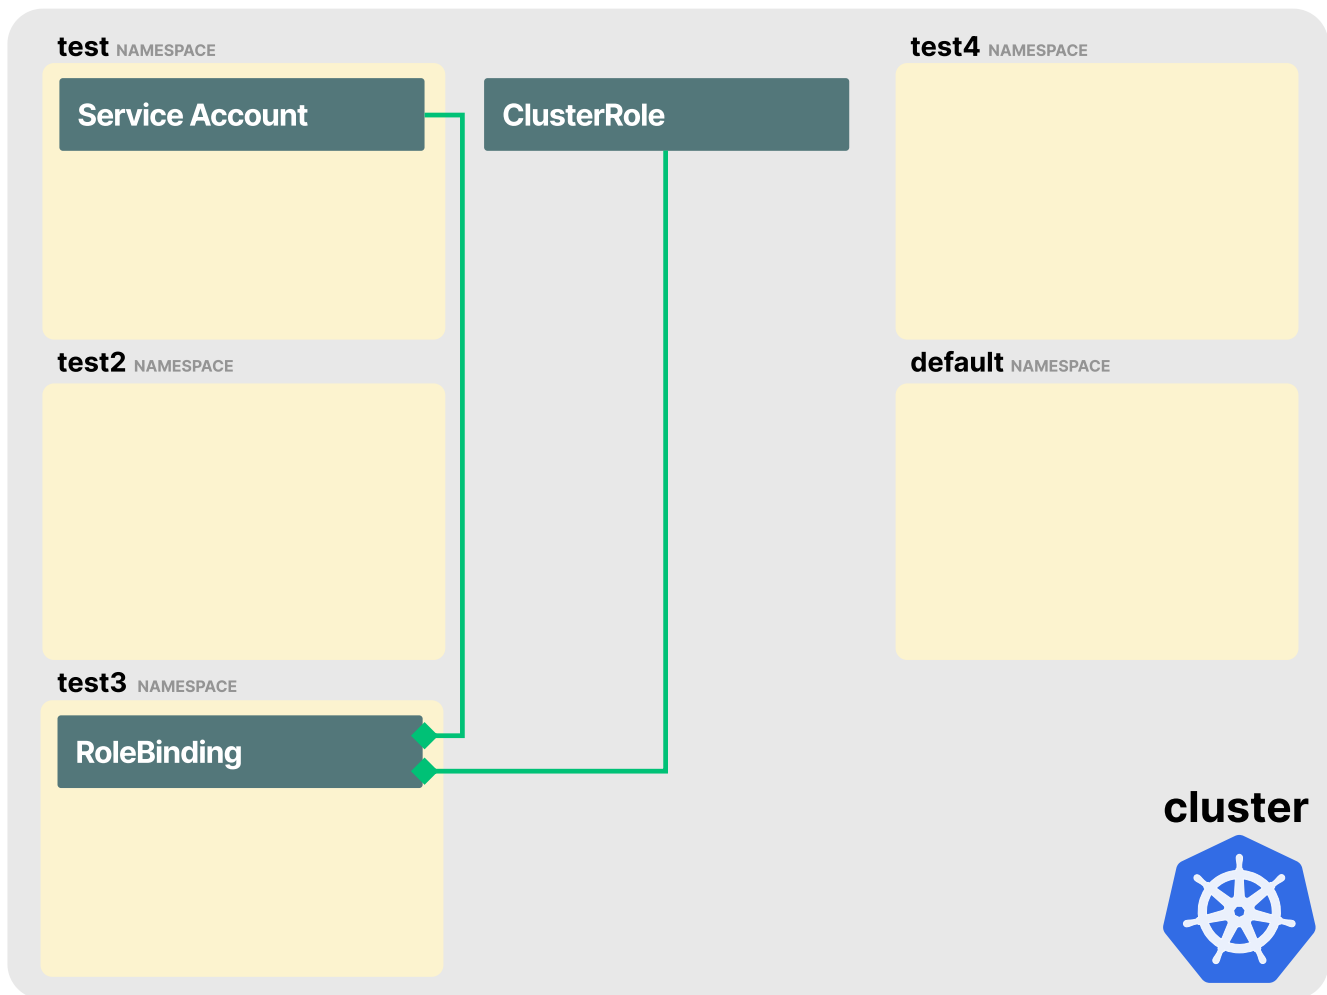 test NAMESPACE
Service Account
ClusterRole
test4 NAMESPACE
test2 NAMESPACE
default NAMESPACE
test3 NAMESPACE
RoleBinding
cluster